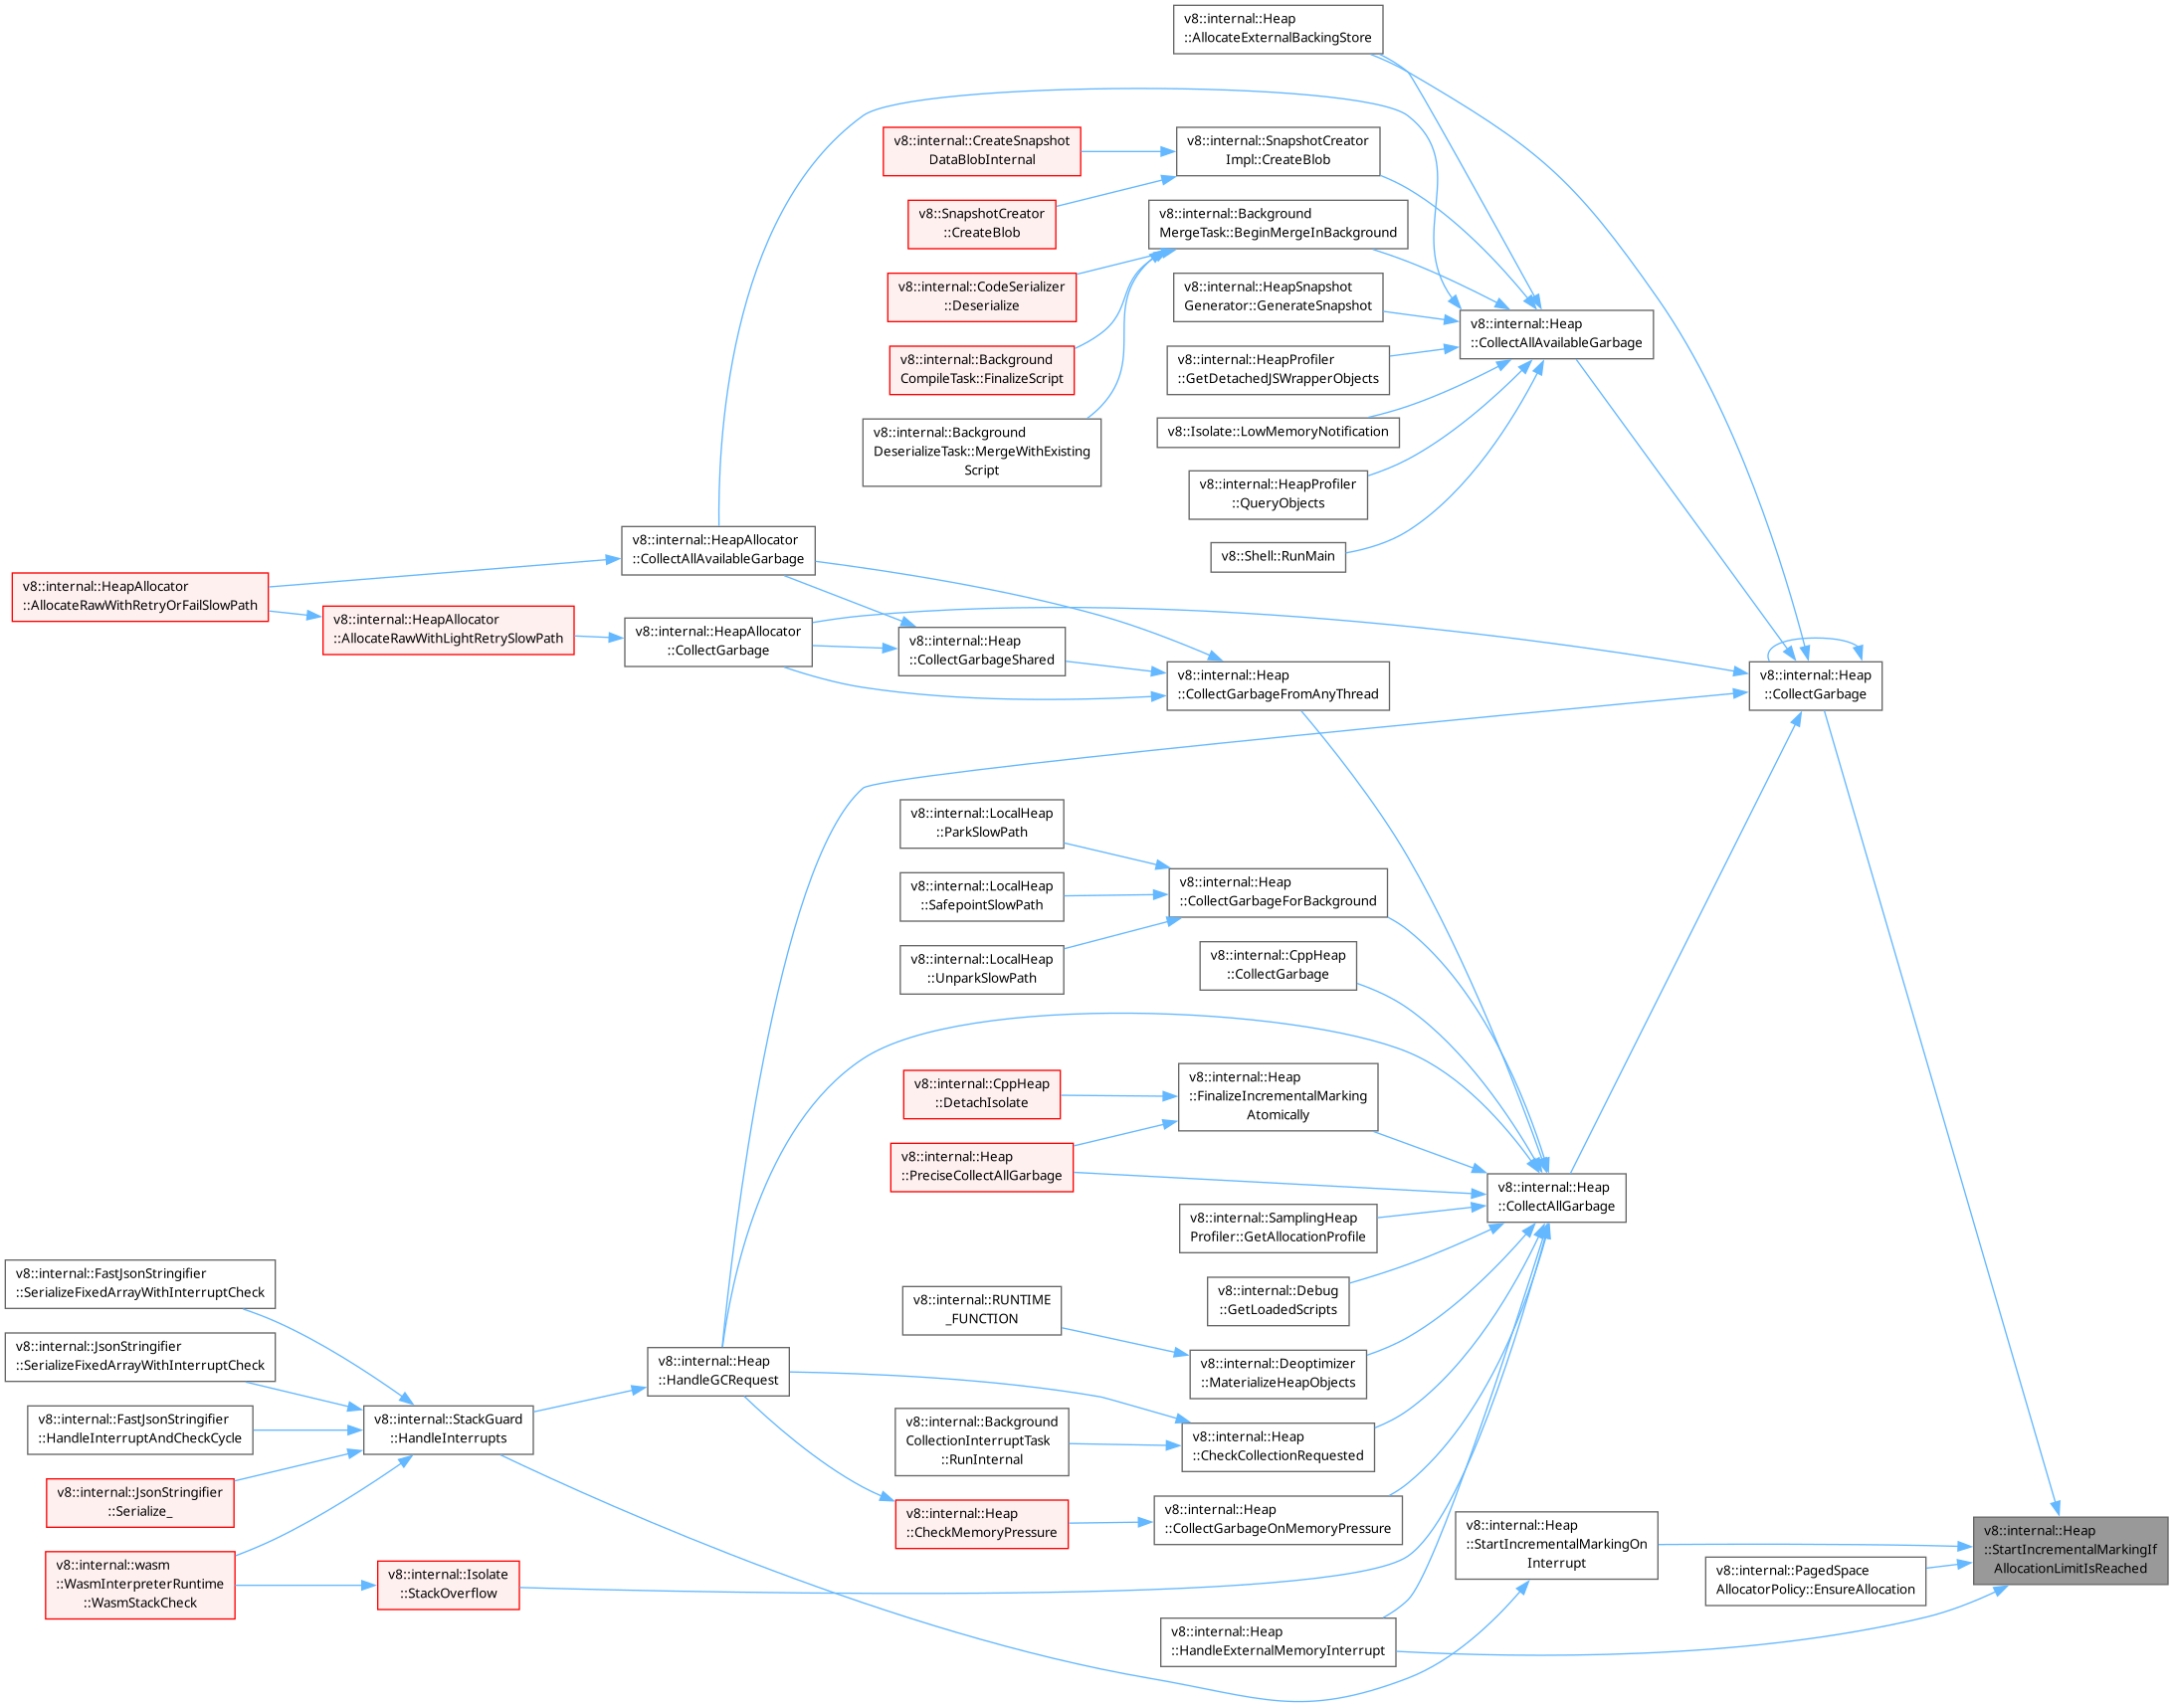 v8::internal::Heap
::AllocateExternalBackingStore
v8::internal::CreateSnapshot
DataBlobInternal
v8::internal::SnapshotCreator
Impl::CreateBlob
v8::SnapshotCreator
::CreateBlob
v8::internal::Background
MergeTask::BeginMergeInBackground
v8::internal::CodeSerializer
::Deserialize
v8::internal::HeapSnapshot
Generator::GenerateSnapshot
v8::internal::Heap
::CollectAllAvailableGarbage
v8::internal::Background
CompileTask::FinalizeScript
v8::internal::HeapProfiler
::GetDetachedJSWrapperObjects
v8::internal::Background
DeserializeTask::MergeWithExisting
Script
v8::Isolate::LowMemoryNotification
v8::internal::HeapProfiler
::QueryObjects
v8::Shell::RunMain
v8::internal::HeapAllocator
::CollectAllAvailableGarbage
v8::internal::HeapAllocator
::AllocateRawWithRetryOrFailSlowPath
v8::internal::HeapAllocator
::AllocateRawWithLightRetrySlowPath
v8::internal::HeapAllocator
::CollectGarbage
v8::internal::Heap
::CollectGarbageShared
v8::internal::Heap
::CollectGarbageFromAnyThread
v8::internal::Heap
::CollectGarbage
v8::internal::LocalHeap
::ParkSlowPath
v8::internal::LocalHeap
::SafepointSlowPath
v8::internal::Heap
::CollectGarbageForBackground
v8::internal::LocalHeap
::UnparkSlowPath
v8::internal::CppHeap
::CollectGarbage
v8::internal::CppHeap
::DetachIsolate
v8::internal::Heap
::FinalizeIncrementalMarking
Atomically
v8::internal::Heap
::PreciseCollectAllGarbage
v8::internal::Heap
::CollectAllGarbage
v8::internal::SamplingHeap
Profiler::GetAllocationProfile
v8::internal::Debug
::GetLoadedScripts
v8::internal::RUNTIME
_FUNCTION
v8::internal::Deoptimizer
::MaterializeHeapObjects
v8::internal::FastJsonStringifier
::SerializeFixedArrayWithInterruptCheck
v8::internal::JsonStringifier
::SerializeFixedArrayWithInterruptCheck
v8::internal::Heap
::HandleGCRequest
v8::internal::FastJsonStringifier
::HandleInterruptAndCheckCycle
v8::internal::StackGuard
::HandleInterrupts
v8::internal::Background
CollectionInterruptTask
::RunInternal
v8::internal::Heap
::CheckCollectionRequested
v8::internal::JsonStringifier
::Serialize_
v8::internal::Heap
::CheckMemoryPressure
v8::internal::Heap
::CollectGarbageOnMemoryPressure
v8::internal::wasm
::WasmInterpreterRuntime
::WasmStackCheck
v8::internal::Isolate
::StackOverflow
v8::internal::Heap
::StartIncrementalMarkingOn
Interrupt
v8::internal::PagedSpace
AllocatorPolicy::EnsureAllocation
v8::internal::Heap
::StartIncrementalMarkingIf
AllocationLimitIsReached
v8::internal::Heap
::HandleExternalMemoryInterrupt